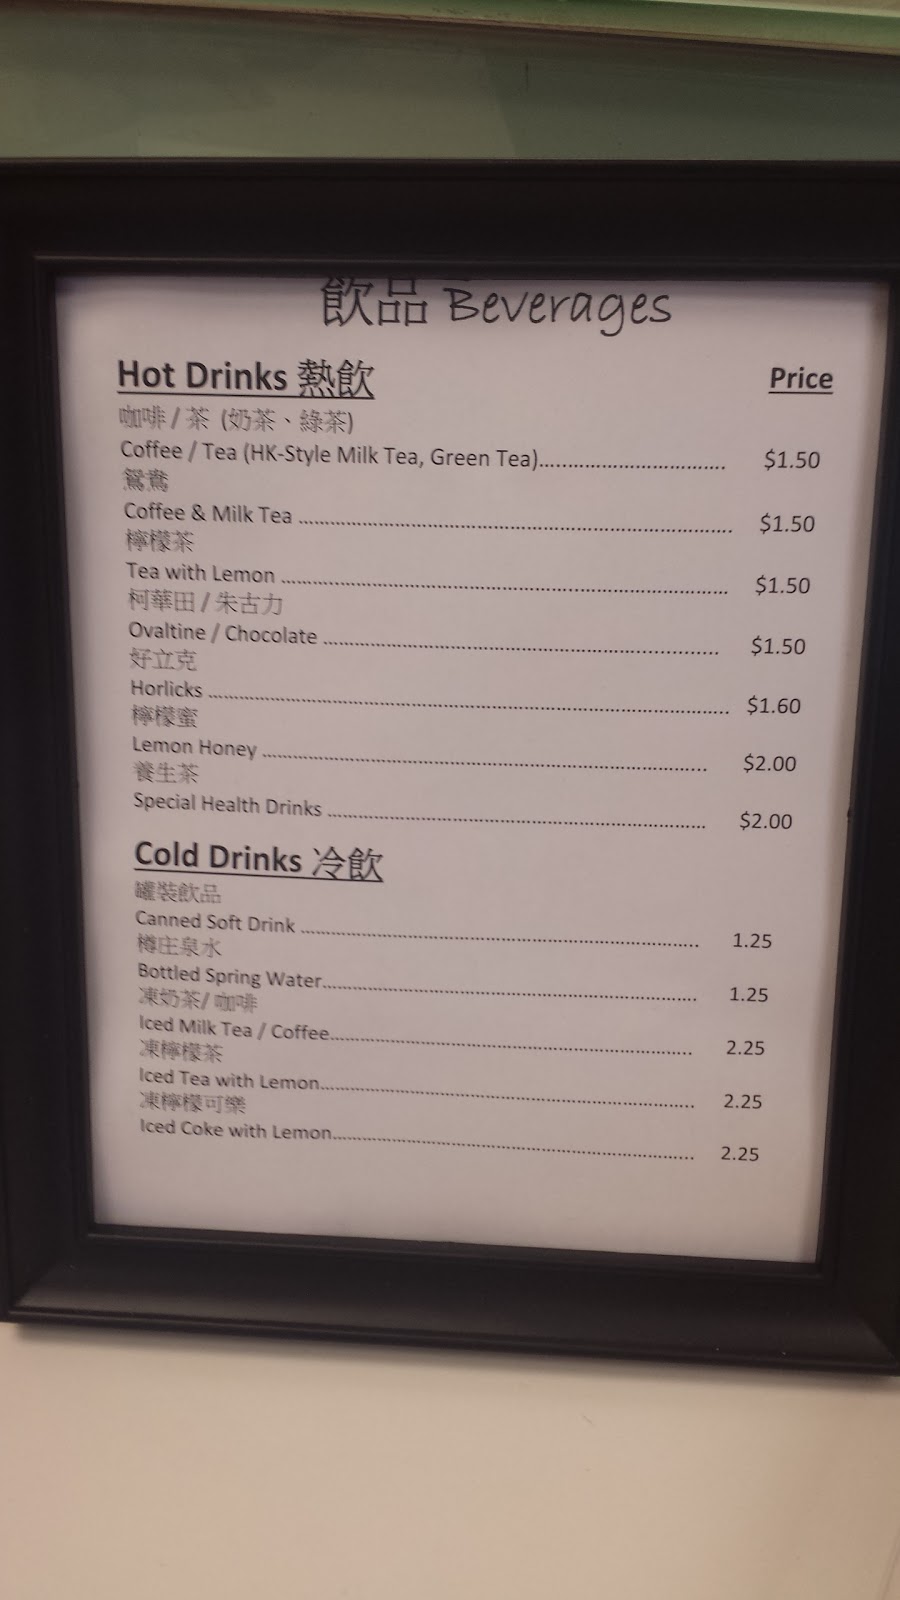 飲品 Beverages
Hot Drinks 熱飲 Price
咖啡 / 茶 (奶茶、綠茶)
Coffee / Tea (HK-Style Milk Tea, Green Tea)................................ $1.50
鴛鴦
Coffee & Milk Tea ........................................................................ $1.50
檸檬茶
Tea with Lemon .......................................................................... $1.50
柯華田 / 朱古力
Ovaltine / Chocolate .................................................................. $1.50
好立克
Horlicks ...................................................................................... $1.60
檸檬蜜
Lemon Honey ........................................................................... $2.00
養生茶
Special Health Drinks ................................................................ $2.00
Cold Drinks 冷飲
罐裝飲品
Canned Soft Drink .................................................................... 1.25
樽庄泉水
Bottled Spring Water................................................................ 1.25
凍奶茶/ 咖啡
Iced Milk Tea / Coffee.............................................................. 2.25
凍檸檬茶
Iced Tea with Lemon................................................................ 2.25
凍檸檬可樂
Iced Coke with Lemon.............................................................. 2.25